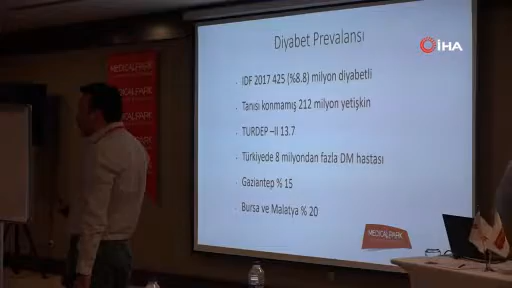 Diyabet Prevalansı
İHA
IDF 2017 425 (%8.8) milyon diyabetli
Tanısı konmamış 212 milyon yetişkin
TURDEP –II 13.7
Türkiyede 8 milyondan fazla DM hastası
Gaziantep % 15
Bursa ve Malatya % 20
MEDICALPARK
MEDICALPARK